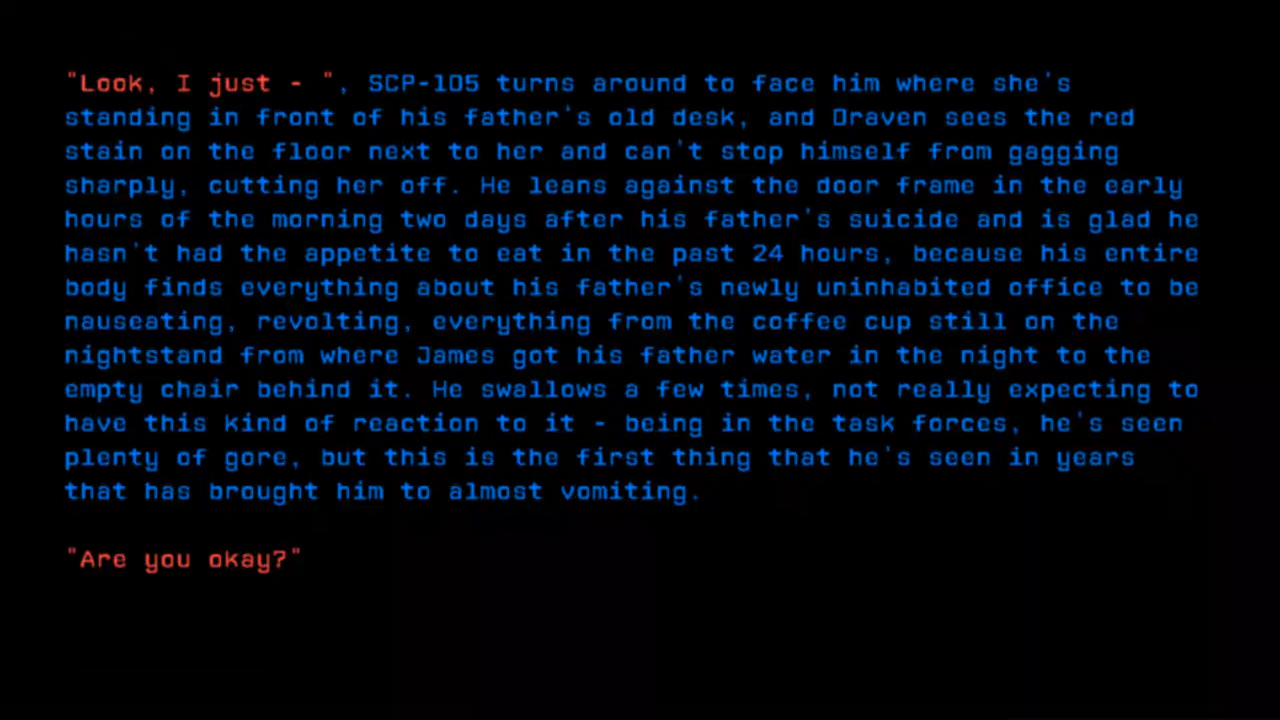 "Look, I just - ", SCP-105 turns around to face him where she's
standing in front of his father's old desk, and Draven sees the red
stain on the floor next to her and can't stop himself from gagging
sharply, cutting her off. He leans against the door frame in the early
hours of the morning two days after his father's suicide and is glad he
hasn't had the appetite to eat in the past 24 hours, because his entire
body finds everything about his father's newly uninhabited office to be
nauseating, revolting, everything from the coffee cup still on the
nightstand from where James got his father water in the night to the
empty chair behind it. He swallows a few times, not really expecting to
have this kind of reaction to it - being in the task forces, he's seen
plenty of gore, but this is the first thing that he's seen in years
that has brought him to almost vomiting.
"Are you okay?"